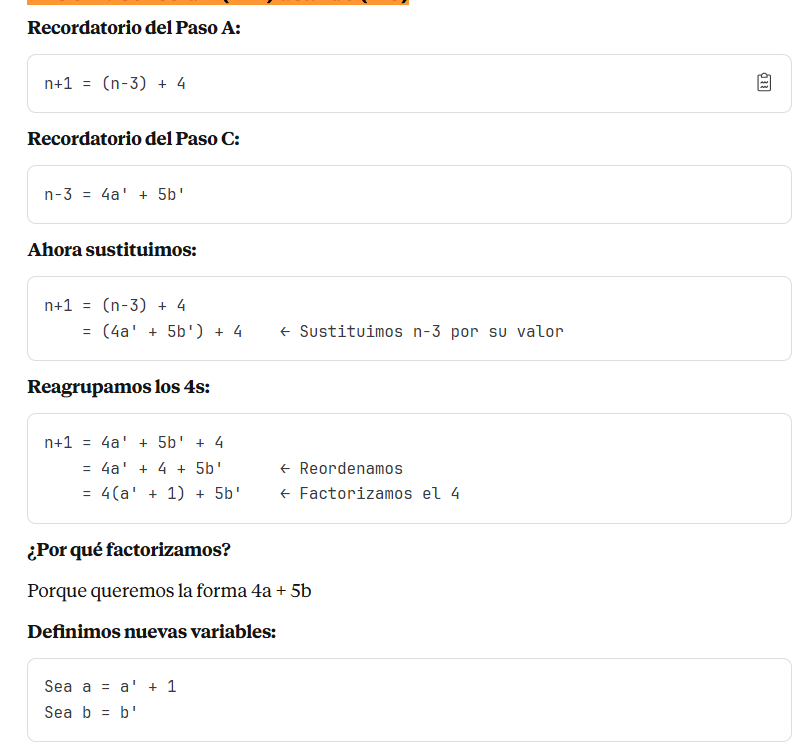 Recordatorio del Paso A:
n+1 = (n-3) + 4
Recordatorio del Paso C:
n-3 = 4a' + 5b'
Ahora sustituimos:
n+1 = (n-3) + 4
    = (4a' + 5b') + 4    ← Sustituimos n-3 por su valor
Reagrupamos los 4s:
n+1 = 4a' + 5b' + 4
    = 4a' + 4 + 5b'      ← Reordenamos
    = 4(a' + 1) + 5b'    ← Factorizamos el 4
¿Por qué factorizamos?
Porque queremos la forma 4a + 5b
Definimos nuevas variables:
Sea a = a' + 1
Sea b = b'